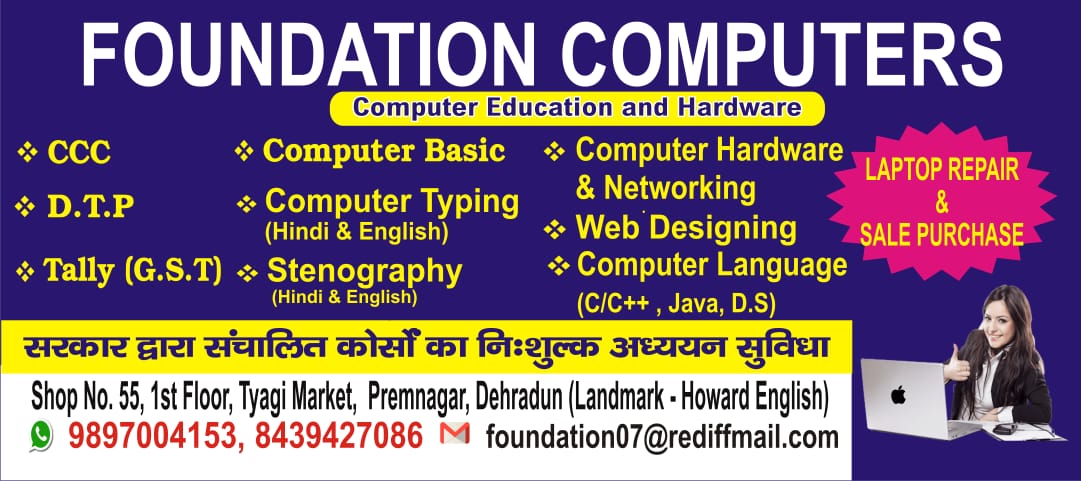 FOUNDATION COMPUTERS
Computer Education and Hardware
CCC
D.T.P
Tally (G.S.T)
Computer Basic
Computer Typing
(Hindi & English)
Stenography
(Hindi & English)
Computer Hardware
& Networking
Web Designing
Computer Language
(C/C++ , Java, D.S)
LAPTOP REPAIR
&
SALE PURCHASE
सरकार द्वारा संचालित कोर्सों का निःशुल्क अध्ययन सुविधा
Shop No. 55, 1st Floor, Tyagi Market, Premnagar, Dehradun (Landmark - Howard English)
9897004153, 8439427086 foundation07@rediffmail.com